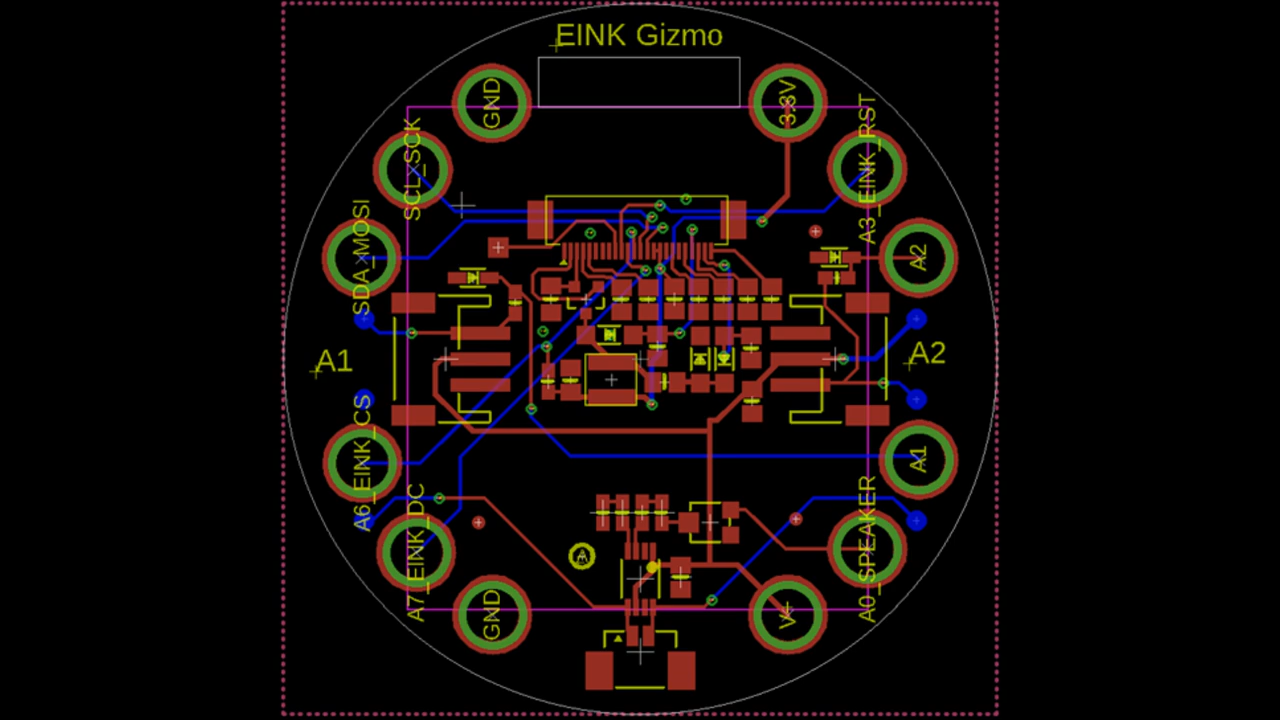 EINK Gizmo
GND
3.3V
SCL_SCK
A3_EINK_RST
SDA_MOSI
A2
A1
A2
A6_EINK_CS
A1
A7_EINK_DC
A0_SPEAKER
GND
V+
A